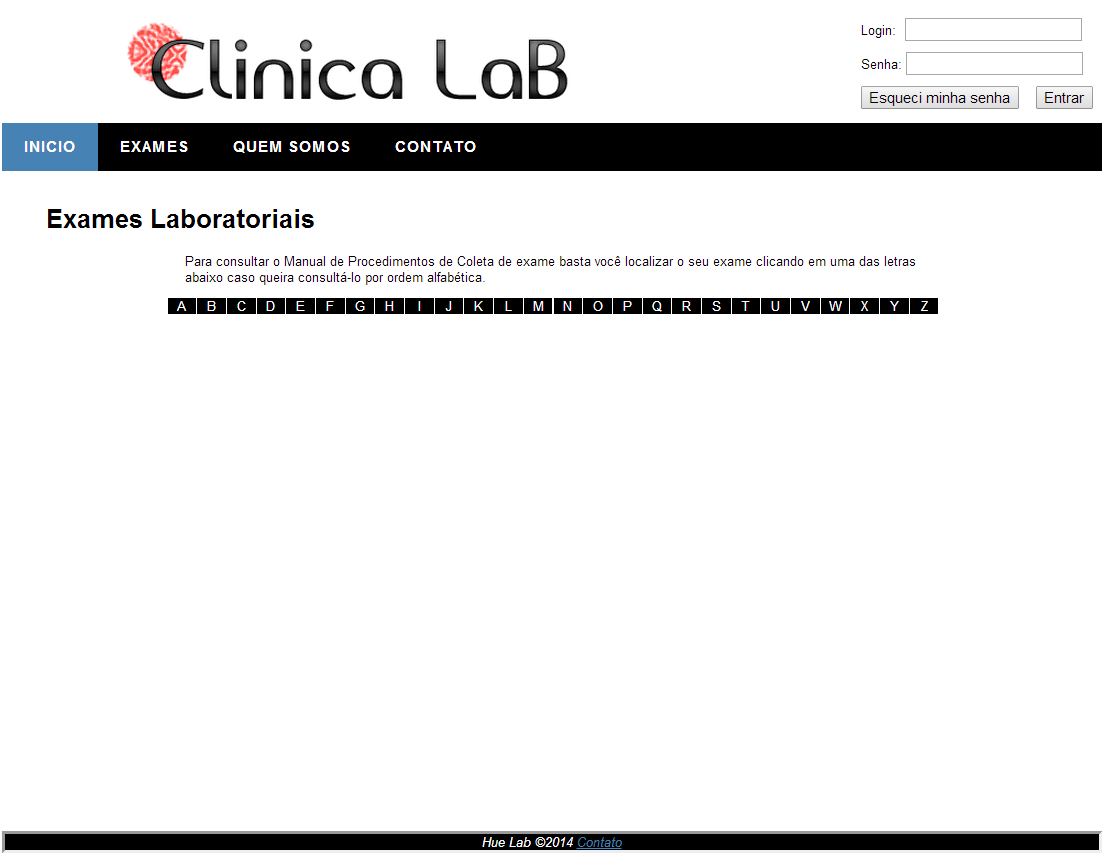 Clinica LaB
Login:
Senha:
Esqueci minha senha Entrar
INICIO EXAMES QUEM SOMOS CONTATO
Exames Laboratoriais
Para consultar o Manual de Procedimentos de Coleta de exame basta você localizar o seu exame clicando em uma das letras
abaixo caso queira consultá-lo por ordem alfabética.
A B C D E F G H I J K L M N O P Q R S T U V W X Y Z
Hue Lab ©2014 Contato